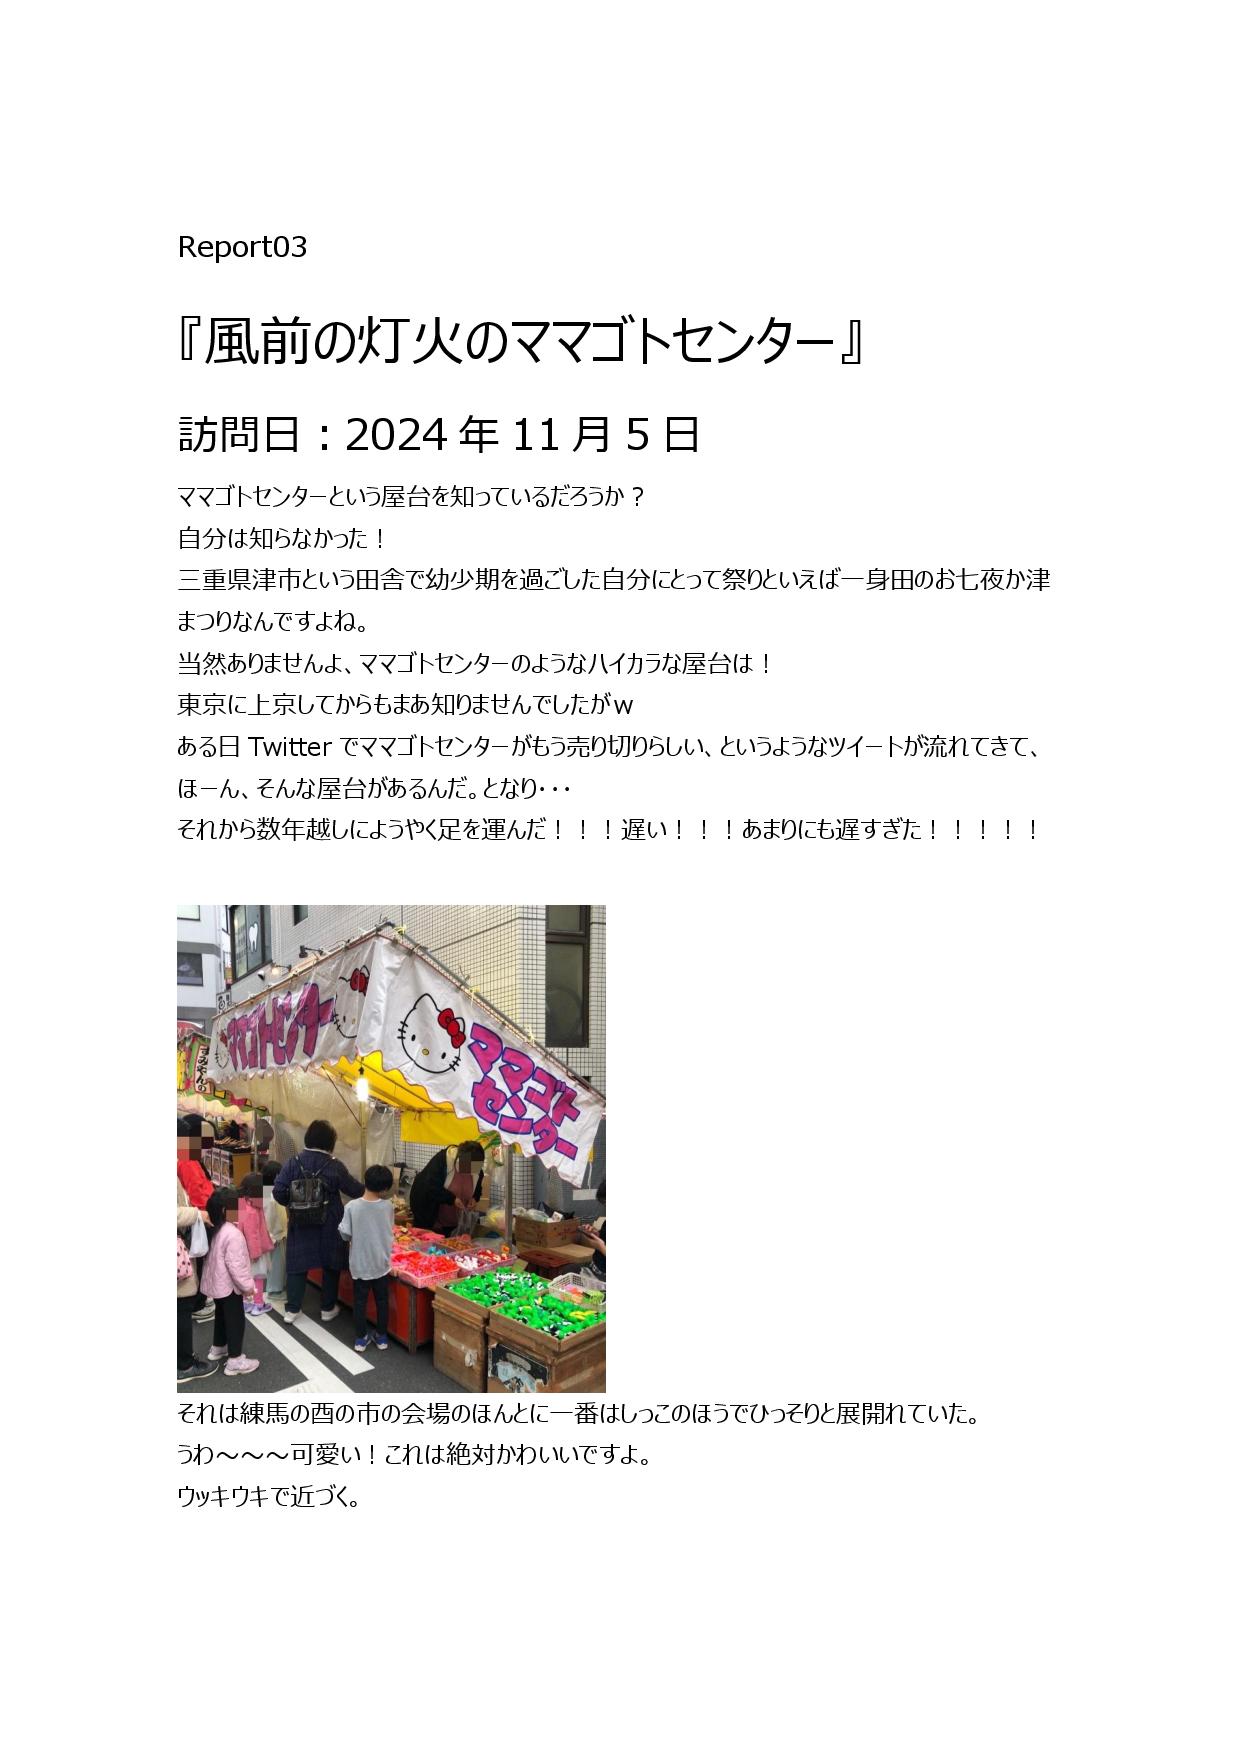 Report03
『風前の灯火のママゴトセンター』
訪問日：2024年11月5日
ママゴトセンターという屋台を知っているだろうか？
自分は知らなかった！
三重県津市という田舎で幼少期を過ごした自分にとって祭りといえば一身田のお七夜か津
まつりなんですよね。
当然ありませんよ、ママゴトセンターのようなハイカラな屋台は！
東京に上京してからもまあ知りませんでしたがｗ
ある日Twitterでママゴトセンターがもう売り切りらしい、というようなツイートが流れてきて、
ほーん、そんな屋台があるんだ。となり・・・
それから数年越しにようやく足を運んだ！！！遅い！！！あまりにも遅すぎた！！！！！
ママゴトセンター
ママゴト
センター
それは練馬の酉の市の会場のほんとに一番はしっこのほうでひっそりと展開れていた。
うわ～～～可愛い！これは絶対かわいいですよ。
ウッキウキで近づく。